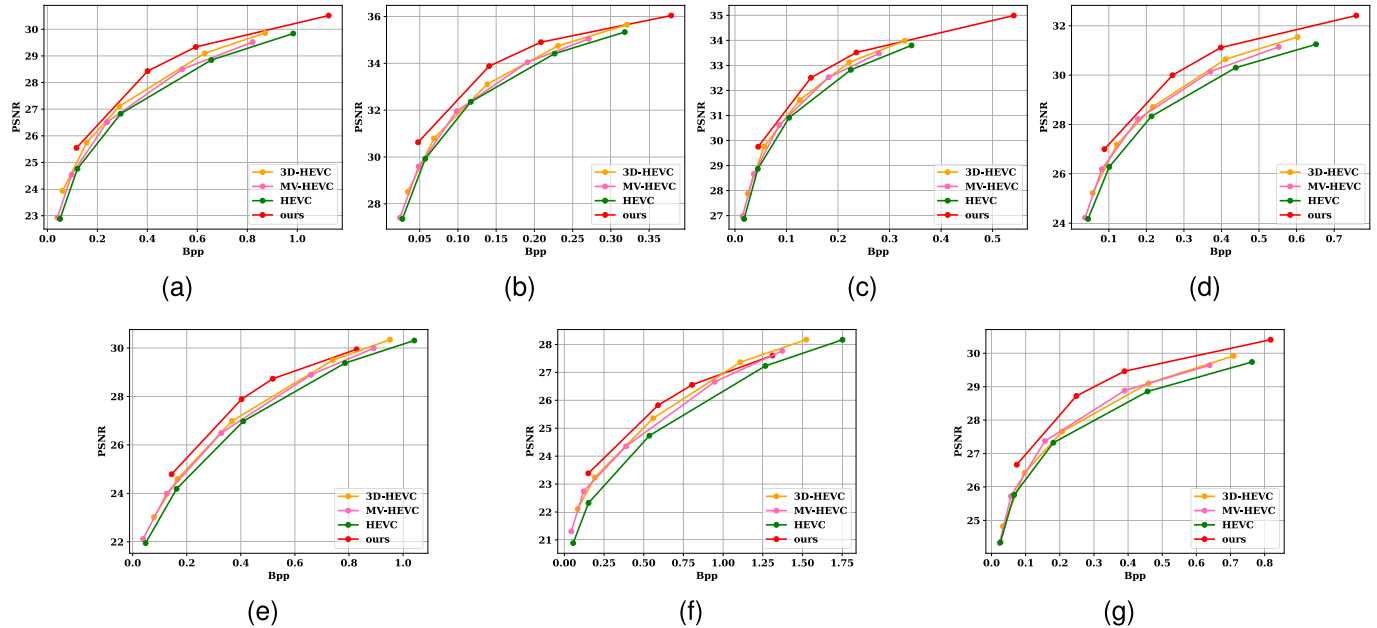 30
29
28
27
26
25
24
23
PSNR
0.0 0.2 0.4 0.6 0.8 1.0
Bpp
3D-HEVC
MV-HEVC
HEVC
ours
(a)
36
34
32
30
28
PSNR
0.05 0.10 0.15 0.20 0.25 0.30 0.35
Bpp
3D-HEVC
MV-HEVC
HEVC
ours
(b)
35
34
33
32
31
30
29
28
27
PSNR
0.0 0.1 0.2 0.3 0.4 0.5
Bpp
3D-HEVC
MV-HEVC
HEVC
ours
(c)
32
30
28
26
24
PSNR
0.1 0.2 0.3 0.4 0.5 0.6 0.7
Bpp
3D-HEVC
MV-HEVC
HEVC
ours
(d)
30
28
26
24
22
PSNR
0.0 0.2 0.4 0.6 0.8 1.0
Bpp
3D-HEVC
MV-HEVC
HEVC
ours
(e)
28
27
26
25
24
23
22
21
PSNR
0.00 0.25 0.50 0.75 1.00 1.25 1.50 1.75
Bpp
3D-HEVC
MV-HEVC
HEVC
ours
(f)
30
29
28
27
26
25
PSNR
0.0 0.1 0.2 0.3 0.4 0.5 0.6 0.7 0.8
Bpp
3D-HEVC
MV-HEVC
HEVC
ours
(g)